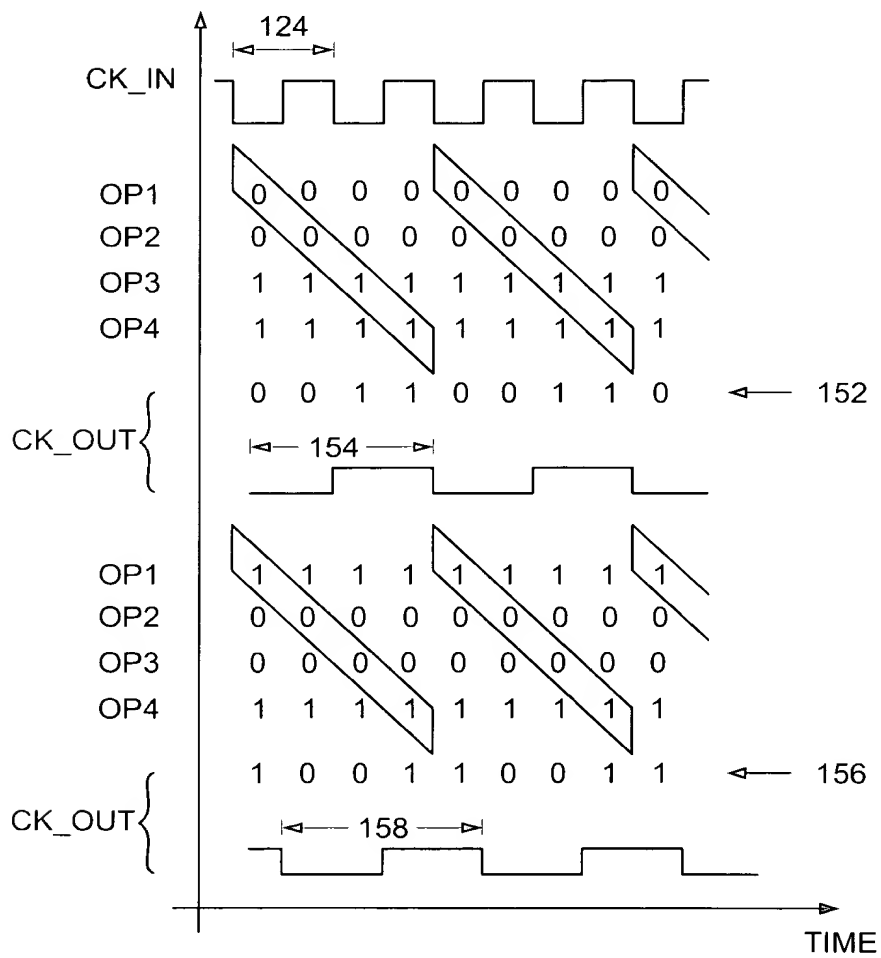 124
CK_IN
OP1 0 0 0 0 0 0 0 0 0
OP2 0 0 0 0 0 0 0 0 0
OP3 1 1 1 1 1 1 1 1 1
OP4 1 1 1 1 1 1 1 1 1
0 0 1 1 0 0 1 1 0 152
CK_OUT
154
OP1 1 1 1 1 1 1 1 1 1
OP2 0 0 0 0 0 0 0 0 0
OP3 0 0 0 0 0 0 0 0 0
OP4 1 1 1 1 1 1 1 1 1
1 0 0 1 1 0 0 1 1 156
CK_OUT
158
TIME